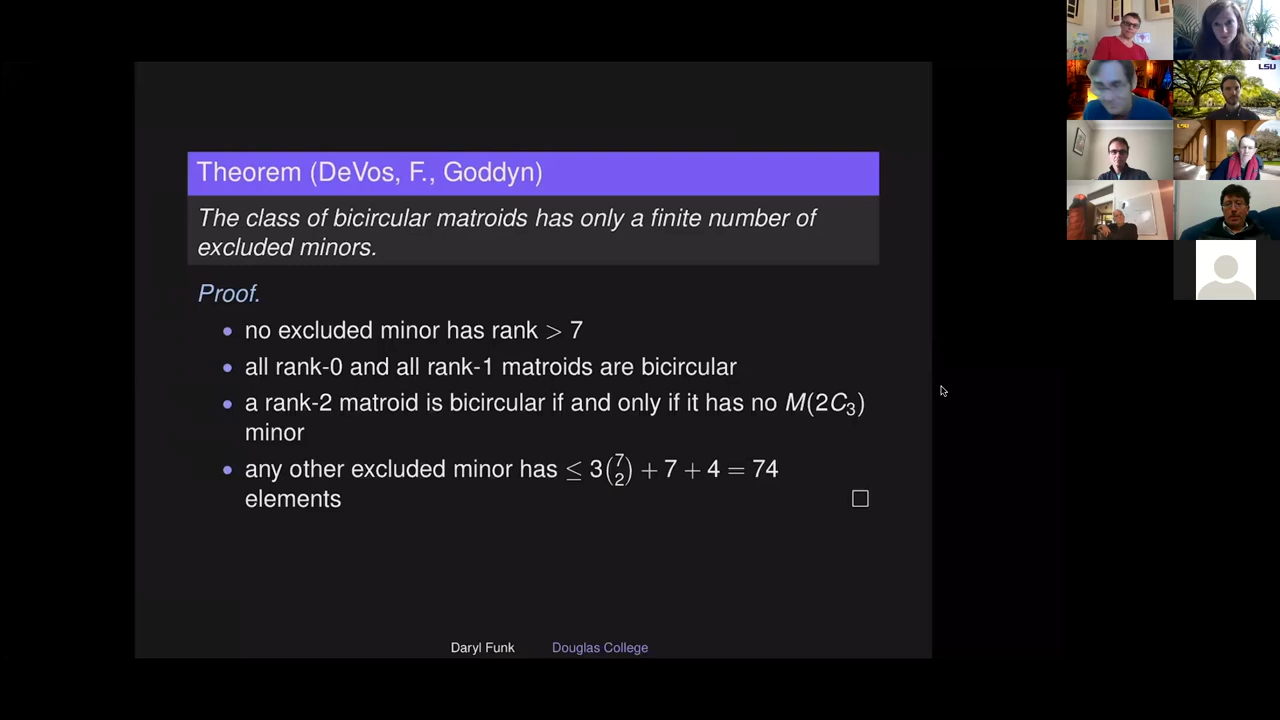 Theorem (DeVos, F., Goddyn)
The class of bicircular matroids has only a finite number of
excluded minors.
Proof.
• no excluded minor has rank > 7
• all rank-0 and all rank-1 matroids are bicircular
• a rank-2 matroid is bicircular if and only if it has no M(2C₃)
minor
• any other excluded minor has ≤ 3(7 2) + 7 + 4 = 74
elements □
Daryl Funk Douglas College
LSU
LSU